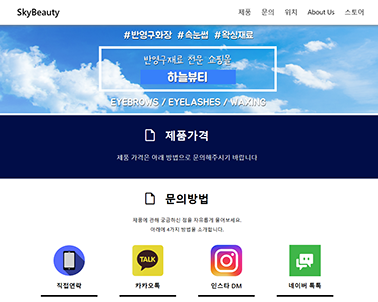 SkyBeauty
제품 문의 위치 About Us 스토어
#반영구화장 #속눈썹 #왁싱재료
반영구재료 전문 쇼핑몰
하늘뷰티
EYEBROWS / EYELASHES / WAXING
제품가격
제품 가격은 아래 방법으로 문의해주시기 바랍니다
문의방법
제품에 관해 궁금하신 점을 자유롭게 물어보세요.
아래에 4가지 방법을 소개합니다.
TALK
직접연락 카카오톡 인스타 DM 네이버 톡톡